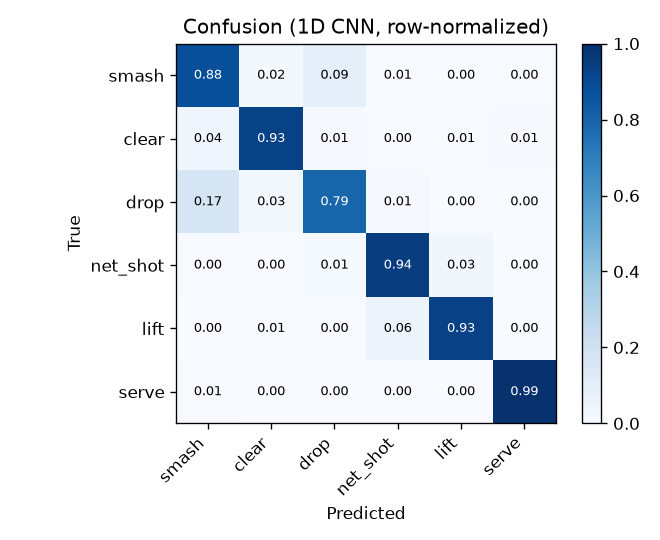 Confusion (1D CNN, row-normalized)
smash 0.88 0.02 0.09 0.01 0.00 0.00
clear 0.04 0.93 0.01 0.00 0.01 0.01
drop 0.17 0.03 0.79 0.01 0.00 0.00
net_shot 0.00 0.00 0.01 0.94 0.03 0.00
lift 0.00 0.01 0.00 0.06 0.93 0.00
serve 0.01 0.00 0.00 0.00 0.00 0.99
smash clear drop net_shot lift serve
Predicted
True
1.0
0.8
0.6
0.4
0.2
0.0